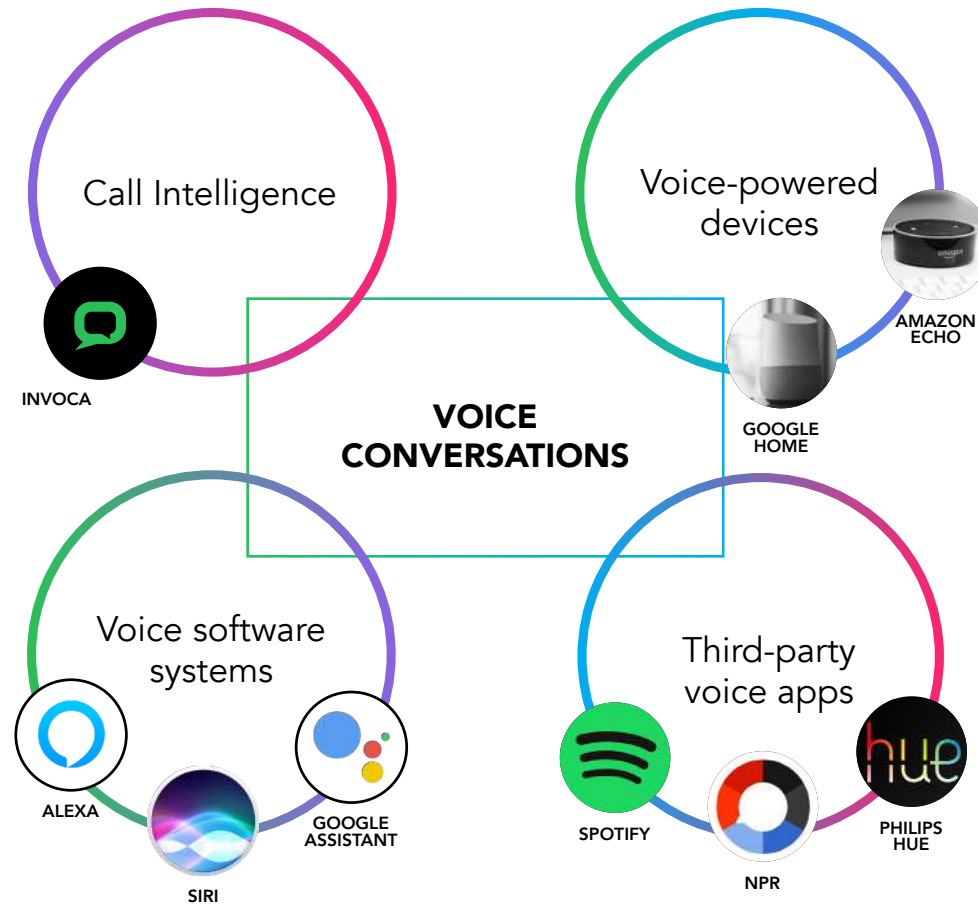 Call Intelligence
INVOCA
Voice-powered
devices
amazon
AMAZON
ECHO
GOOGLE
HOME
VOICE
CONVERSATIONS
Voice software
systems
ALEXA
SIRI
GOOGLE
ASSISTANT
Third-party
voice apps
SPOTIFY
NPR
hue
PHILIPS
HUE